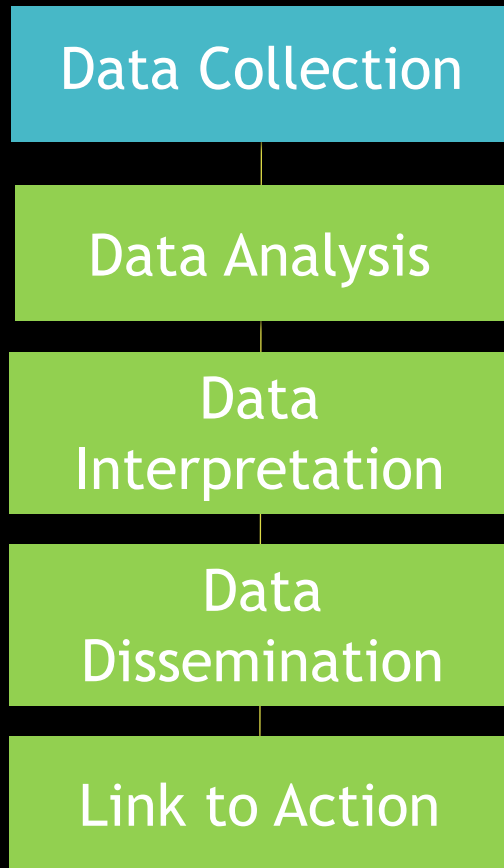 Data Collection
Data Analysis
Data
Interpretation
Data
Dissemination
Link to Action